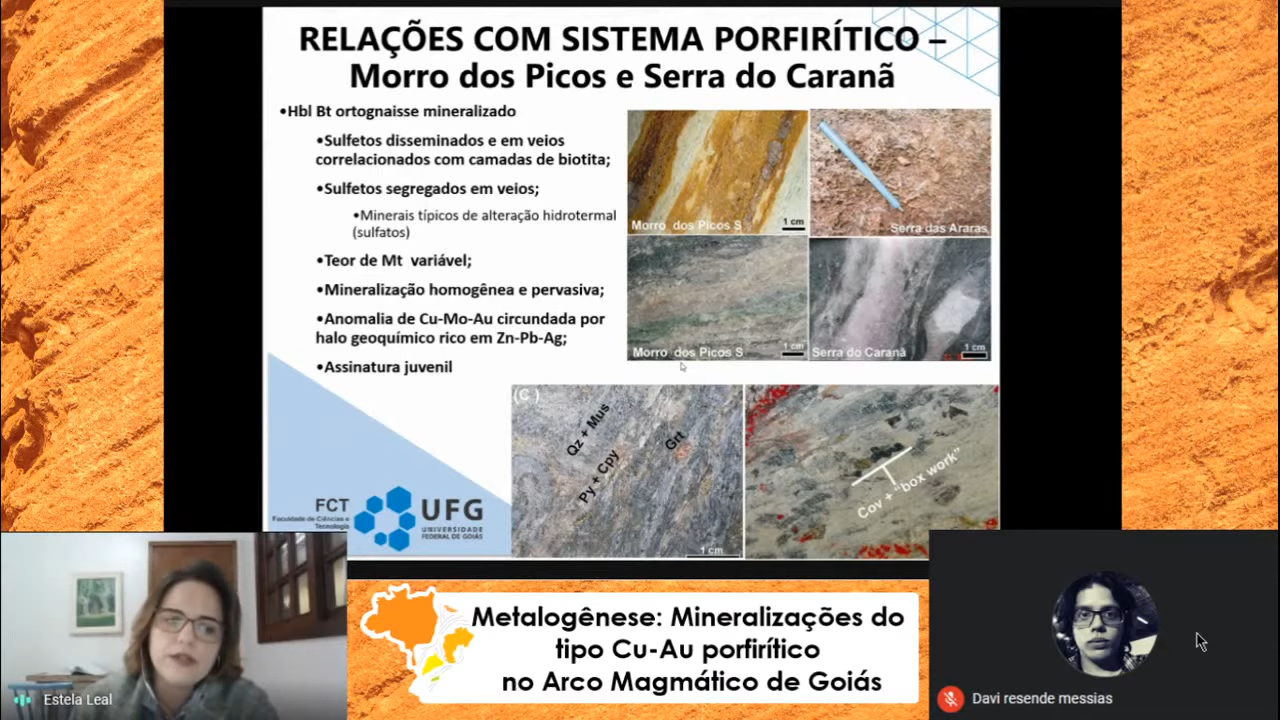 RELAÇÕES COM SISTEMA PORFIRÍTICO –
Morro dos Picos e Serra do Caranã
•Hbl Bt ortognaisse mineralizado
•Sulfetos disseminados e em veios
correlacionados com camadas de biotita;
•Sulfetos segregados em veios;
•Minerais típicos de alteração hidrotermal
(sulfatos)
•Teor de Mt variável;
•Mineralização homogênea e pervasiva;
•Anomalia de Cu-Mo-Au circundada por
halo geoquímico rico em Zn-Pb-Ag;
•Assinatura juvenil
Morro dos Picos S
1 cm
Serra das Araras
Morro dos Picos S
1 cm
Serra do Caranã
1 cm
(C )
Qz + Mus
Py + Cpy
Grt
1 cm
Cov + “box work”
FCT
Faculdade de Ciências e
Tecnologia
UFG
UNIVERSIDADE
FEDERAL DE GOIÁS
Estela Leal
Metalogênese: Mineralizações do
tipo Cu-Au porfirítico
no Arco Magmático de Goiás
Davi resende messias